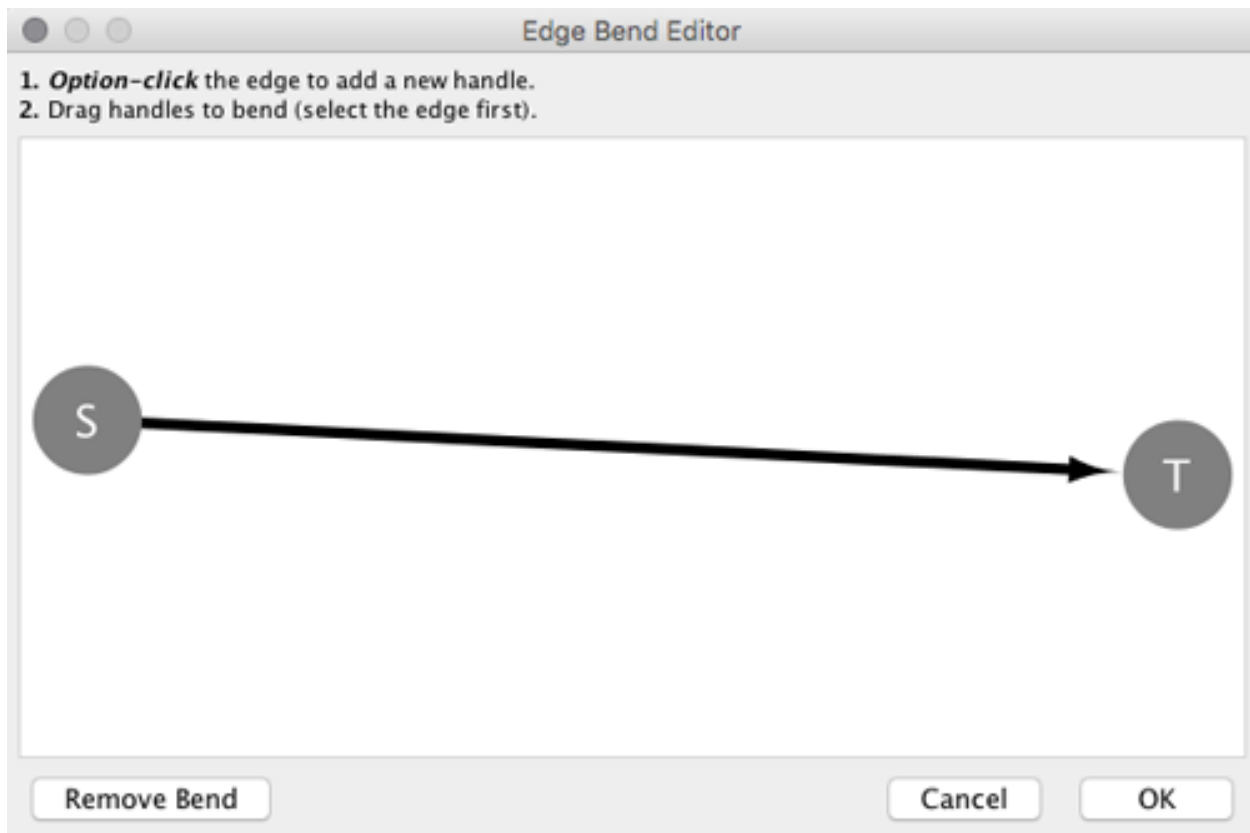 Edge Bend Editor
1. Option-click the edge to add a new handle.
2. Drag handles to bend (select the edge first).
S
T
Remove Bend Cancel OK